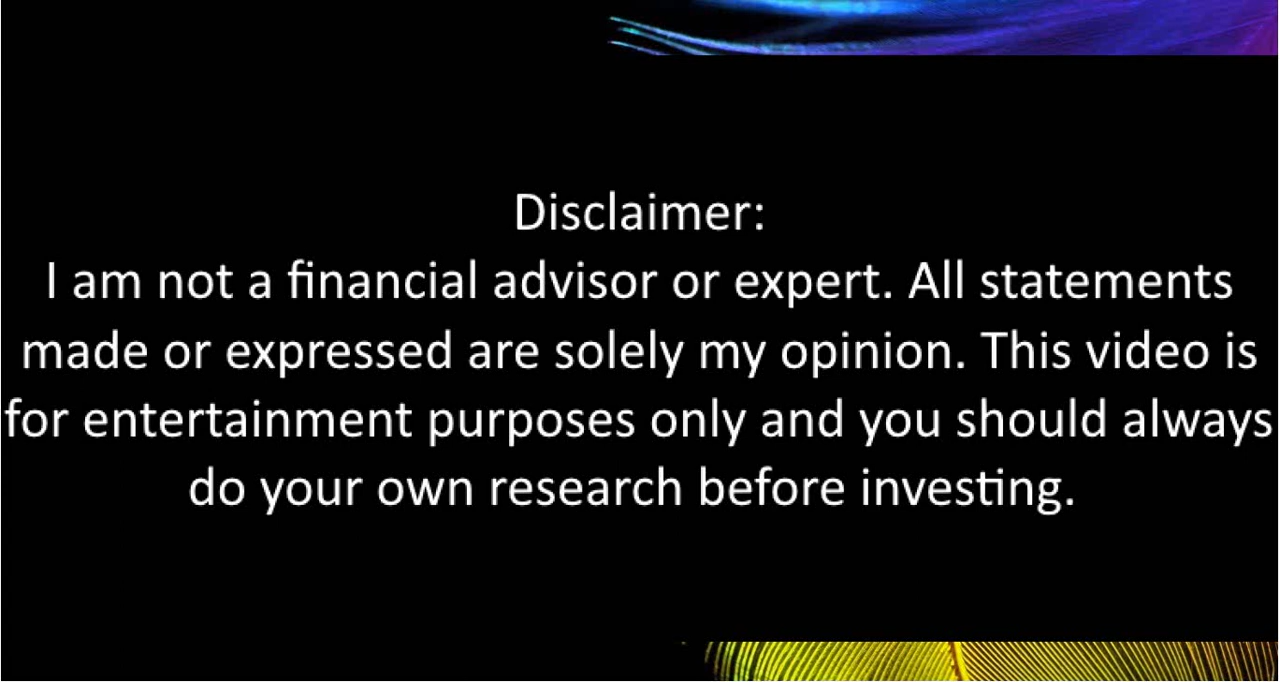 Disclaimer:
I am not a financial advisor or expert. All statements
made or expressed are solely my opinion. This video is
for entertainment purposes only and you should always
do your own research before investing.